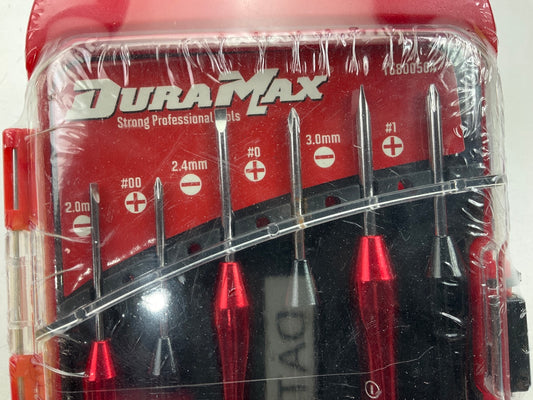 DURAMAX
Strong Professional Tools
2.0mm
#00
2.4mm
#0
3.0mm
#1